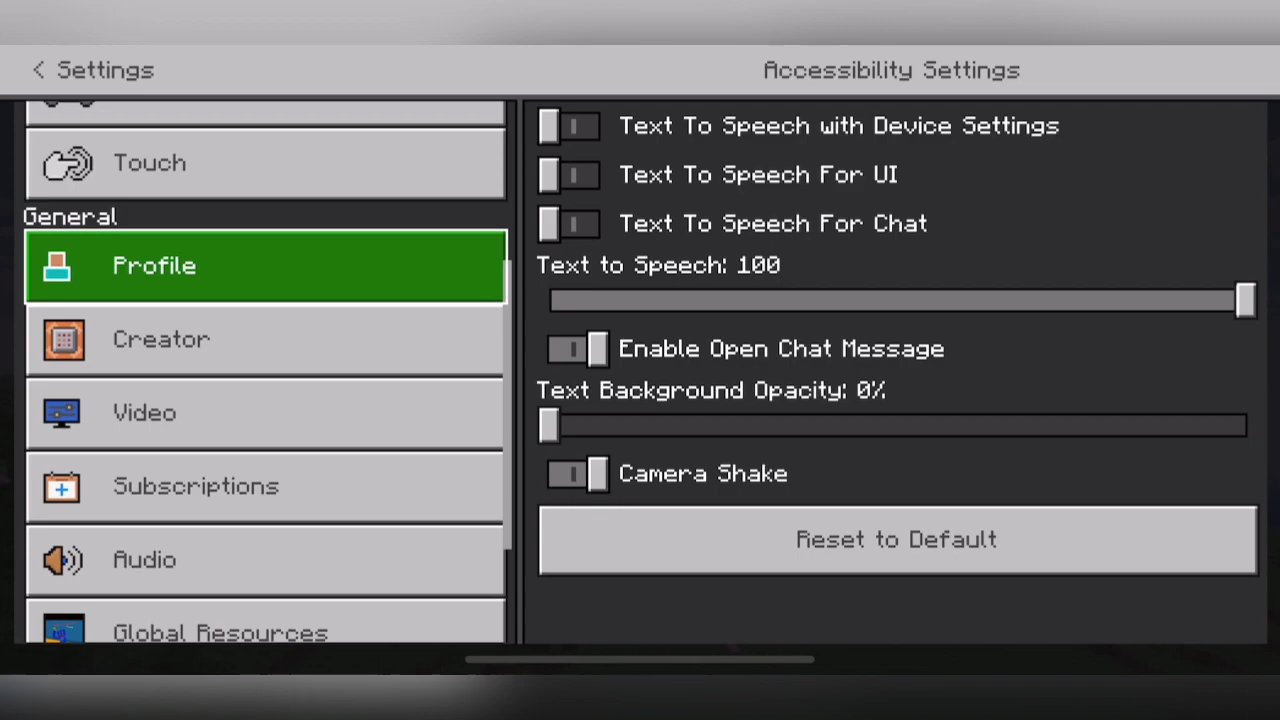 Settings
Accessibility Settings
Touch
General
Profile
Creator
Video
Subscriptions
Audio
Global Resources
Text To Speech with Device Settings
Text To Speech For UI
Text To Speech For Chat
Text to Speech: 100
Enable Open Chat Message
Text Background Opacity: 0%
Camera Shake
Reset to Default